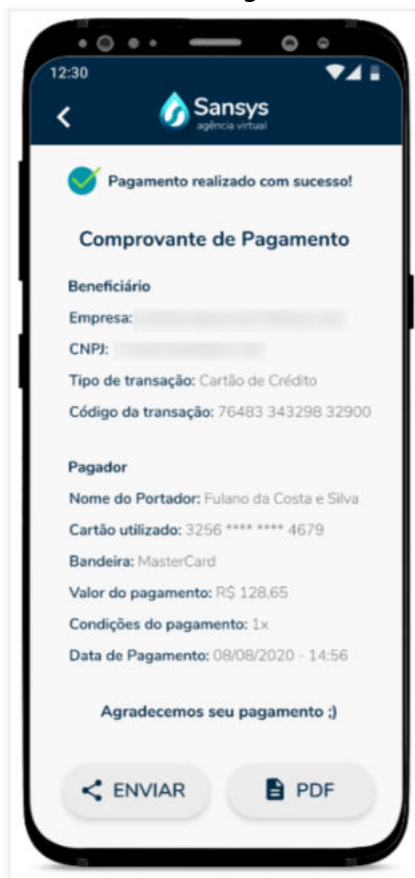 12:30
Sansys
agência virtual
Pagamento realizado com sucesso!
Comprovante de Pagamento
Beneficiário
Empresa:
CNPJ:
Tipo de transação: Cartão de Crédito
Código da transação: 76483 343298 32900
Pagador
Nome do Portador: Fulano da Costa e Silva
Cartão utilizado: 3256 **** **** 4679
Bandeira: MasterCard
Valor do pagamento: R$ 128,65
Condições do pagamento: 1x
Data de Pagamento: 08/08/2020 - 14:56
Agradecemos seu pagamento ;)
ENVIAR
PDF